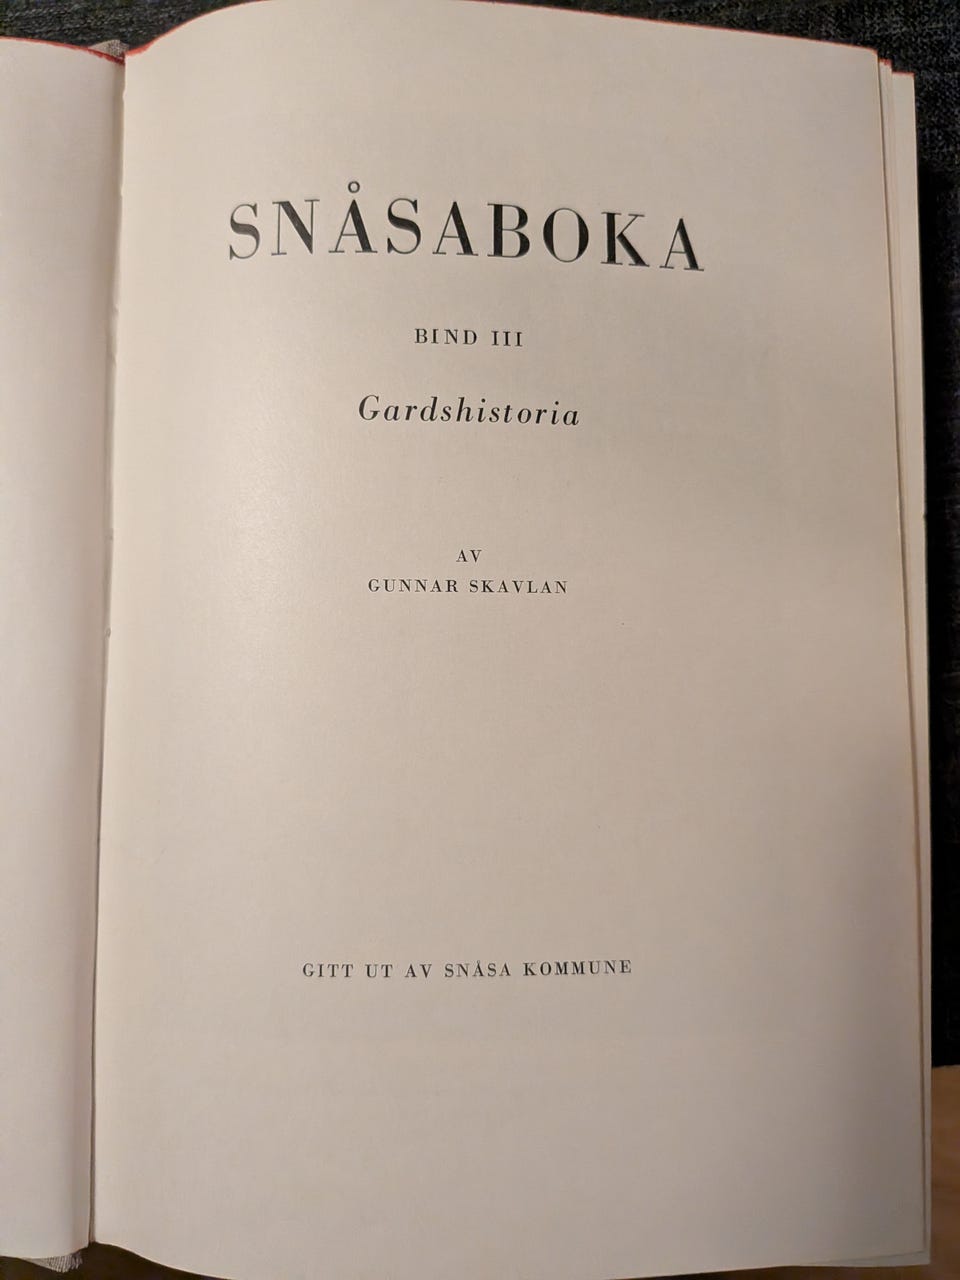 SNÅSABOKA
BIND III
Gardshistoria
AV
GUNNAR SKAVLAN
GITT UT AV SNÅSA KOMMUNE